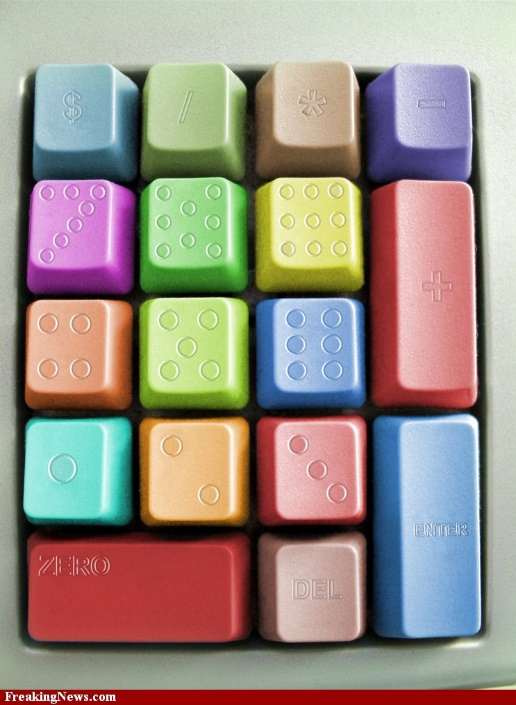 $ / * -
+
ENTER
ZERO DEL
FreakingNews.com